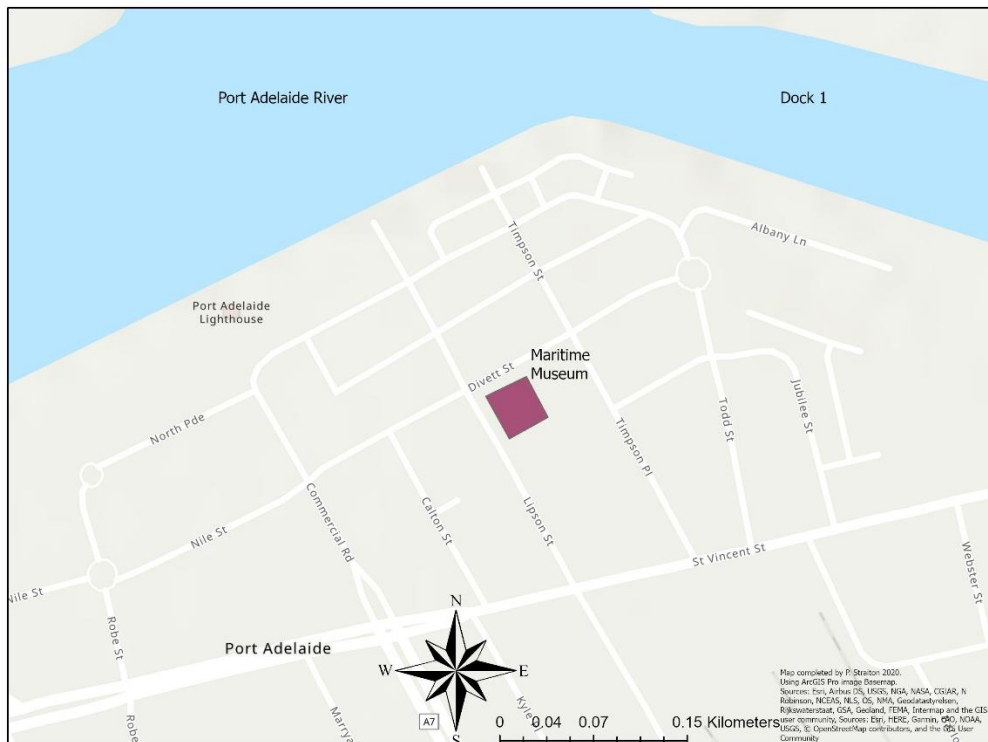 Port Adelaide River
Dock 1
Timpson St
Albany Ln
Port Adelaide
Lighthouse
Maritime
Museum
Divett St
North Pde
Jubilee St
Todd St
Timpson Pl
Commercial Rd
Calton St
Lipson St
Nile St
St Vincent St
Webster St
Nile St
Robe St
Port Adelaide
N
W
E
S
Kyle
Marrya
Robe
A7
0 0.04 0.07 0.15 Kilometers
Map completed by P. Straiton 2020.
Using ArcGIS Pro image Basemap.
Sources: Esri, Airbus DS, USGS, NGA, NASA, CGIAR, N
Robinson, NCEAS, NLS, OS, NMA, Geodatastyrelsen,
Rijkswaterstaat, GSA, Geoland, FEMA, Intermap and the GIS
user community, Sources: Esri, HERE, Garmin, FAO, NOAA,
USGS, © OpenStreetMap contributors, and the GIS User
Community